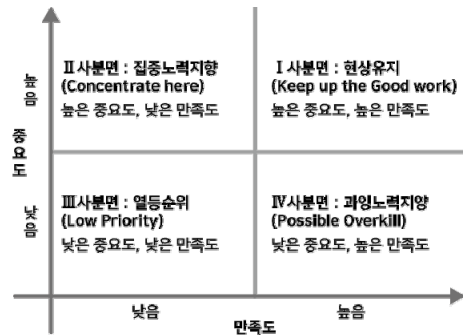 Ⅱ사분면 : 집중노력지향
(Concentrate here)
높은 중요도, 낮은 만족도
Ⅰ사분면 : 현상유지
(Keep up the Good work)
높은 중요도, 높은 만족도
높음
중요도
낮음
Ⅲ사분면 : 열등순위
(Low Priority)
낮은 중요도, 낮은 만족도
Ⅳ사분면 : 과잉노력지양
(Possible Overkill)
낮은 중요도, 높은 만족도
낮음
높음
만족도